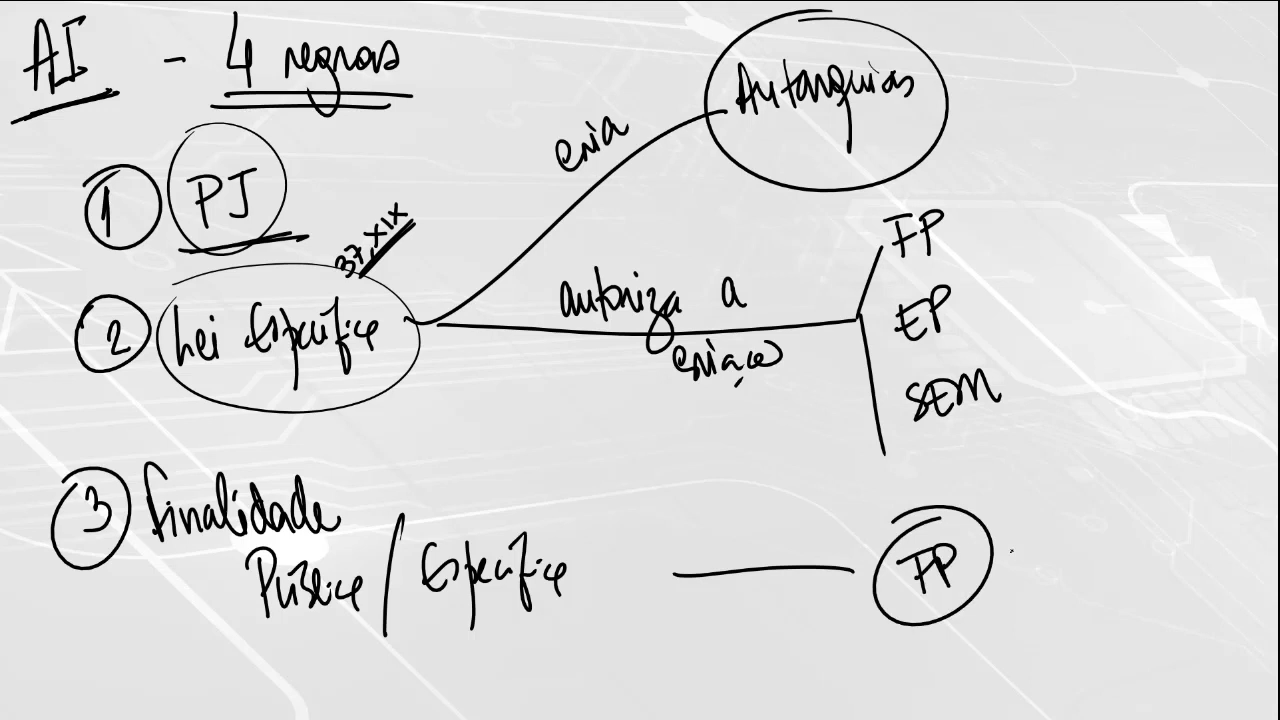 AI - 4 regras
1 PJ
37, XIX
2 Lei Específica
cria
Autarquias
autoriza a
criação
FP
EP
SEM
3 Finalidade
Pública / Específica
FP